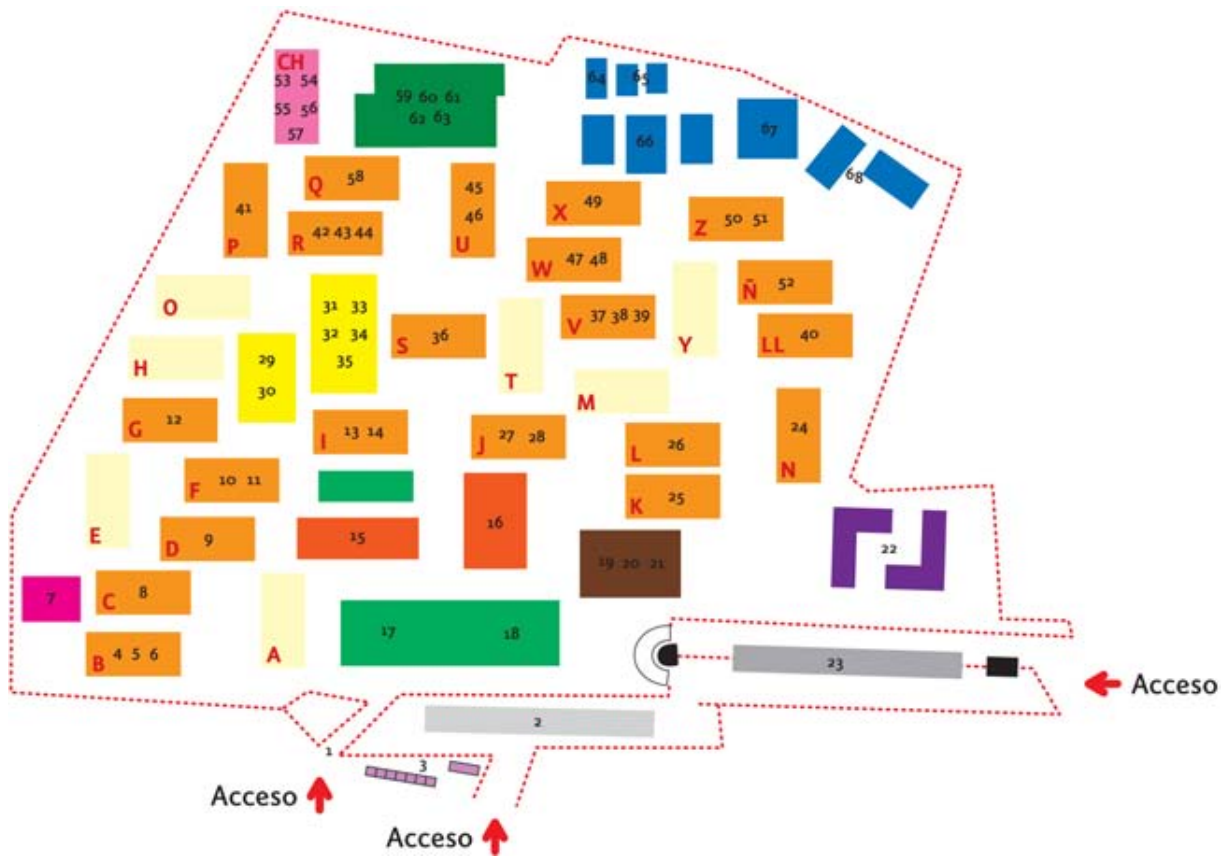 CH
53 54
55 56
57
59 60 61
62 63
64
65
66
67
68
41
P
Q
58
R
42 43 44
45
46
U
X
49
Z
50 51
W
47 48
Ñ
52
O
31 33
32 34
35
S
36
T
V
37 38 39
Y
LL
40
H
29
30
M
G
12
I
13 14
J
27 28
L
26
24
N
F
10 11
E
D
9
15
16
K
25
19 20 21
22
7
C
8
B
4 5 6
A
17
18
23
Acceso
2
1
3
Acceso
Acceso